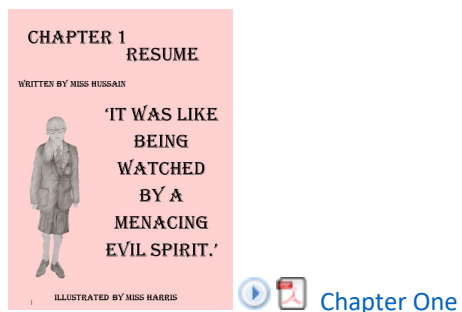 CHAPTER 1
RESUME
WRITTEN BY MISS HUSSAIN
‘IT WAS LIKE
BEING
WATCHED
BY A
MENACING
EVIL SPIRIT.’
ILLUSTRATED BY MISS HARRIS
Chapter One